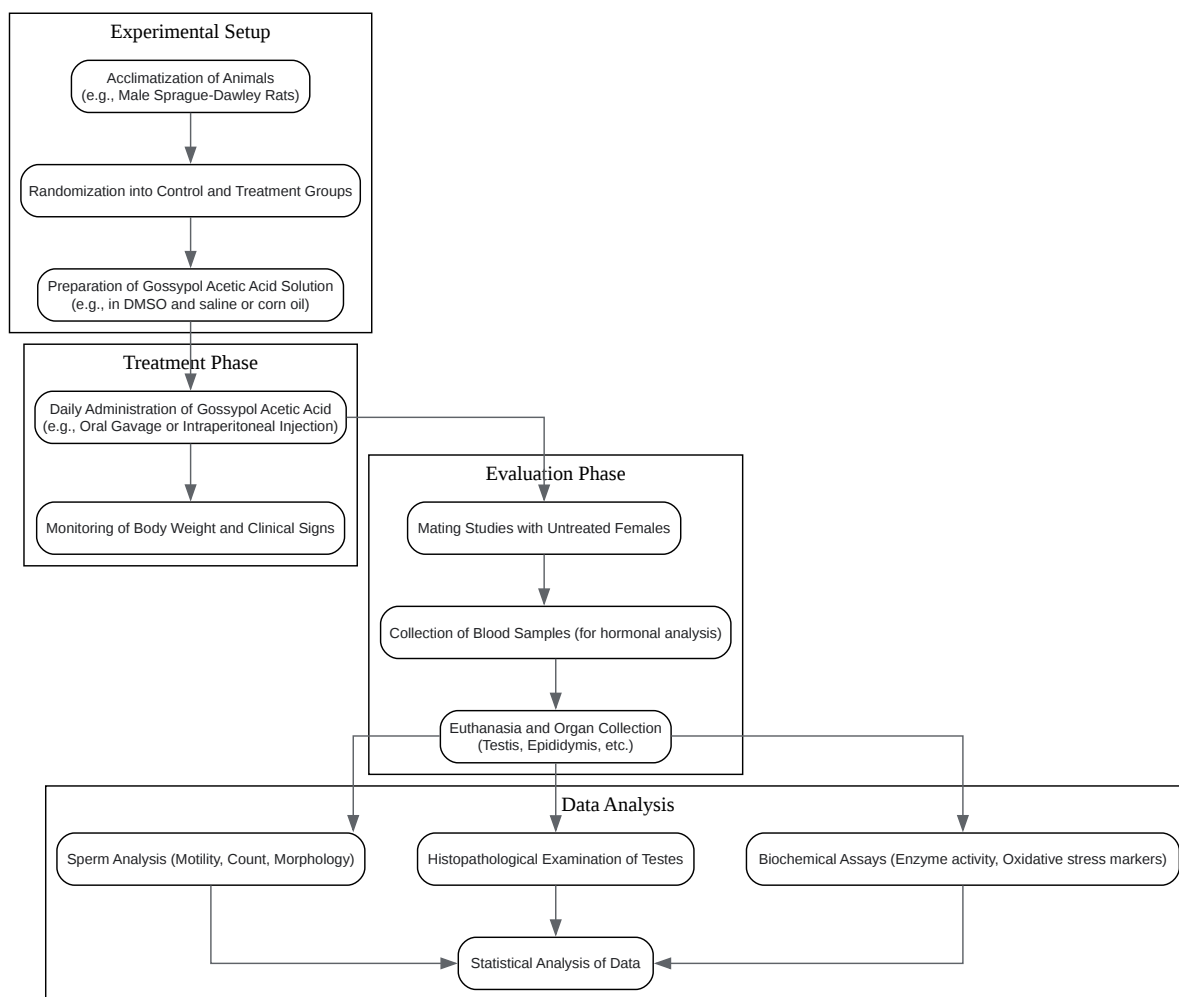 Experimental Setup
Acclimatization of Animals
(e.g., Male Sprague-Dawley Rats)
Randomization into Control and Treatment Groups
Preparation of Gossypol Acetic Acid Solution
(e.g., in DMSO and saline or corn oil)
Treatment Phase
Daily Administration of Gossypol Acetic Acid
(e.g., Oral Gavage or Intraperitoneal Injection)
Monitoring of Body Weight and Clinical Signs
Evaluation Phase
Mating Studies with Untreated Females
Collection of Blood Samples (for hormonal analysis)
Euthanasia and Organ Collection
(Testis, Epididymis, etc.)
Data Analysis
Sperm Analysis (Motility, Count, Morphology)
Histopathological Examination of Testes
Biochemical Assays (Enzyme activity, Oxidative stress markers)
Statistical Analysis of Data